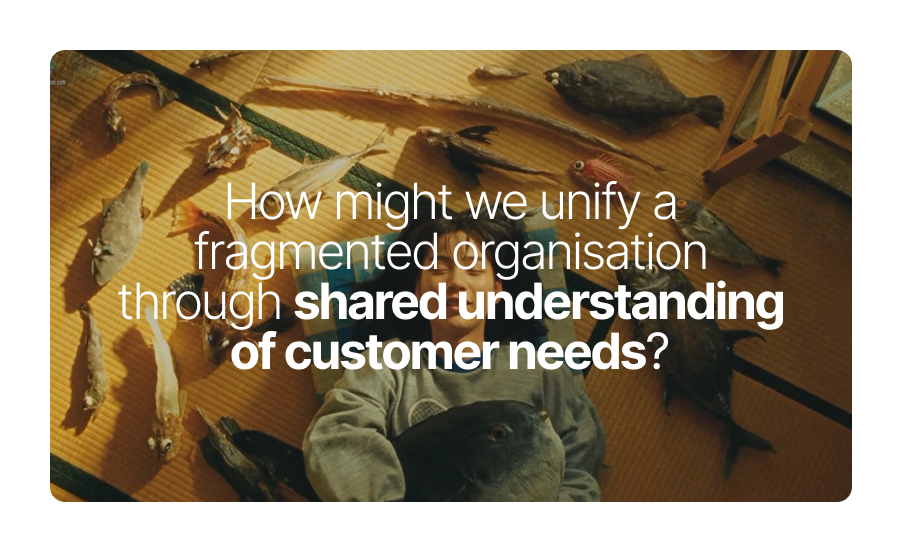 How might we unify a
fragmented organisation
through shared understanding
of customer needs?